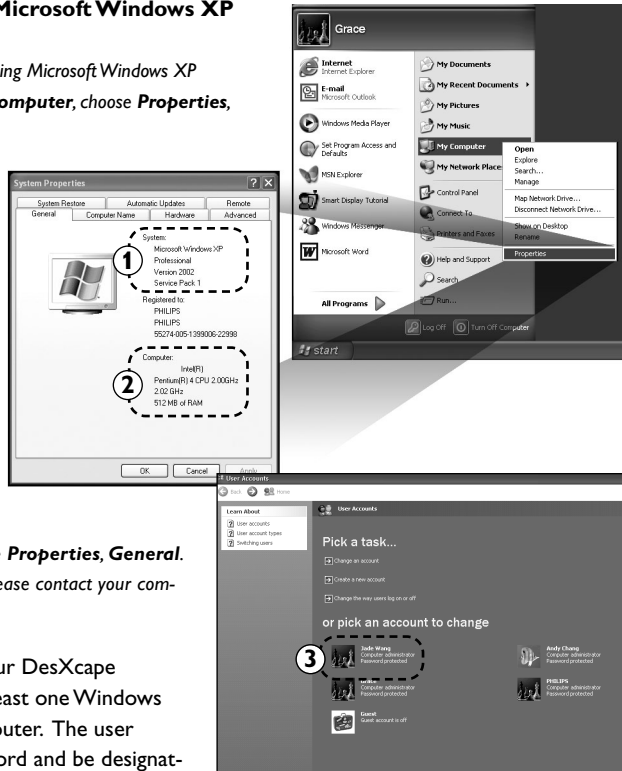 Microsoft Windows XP
ing Microsoft Windows XP
omputer, choose Properties,
Grace
Internet
Internet Explorer
E-mail
Microsoft Outlook
Windows Media Player
Set Program Access and
Defaults
MSN Explorer
Smart Display Tutorial
Windows Messenger
Microsoft Word
All Programs
My Documents
My Recent Documents
My Pictures
My Music
My Computer
My Network Place
Control Panel
Connect To
Printers and Faxes
Help and Support
Search
Run...
Open
Explore
Search...
Manage
Map Network Drive...
Disconnect Network Drive...
Show on Desktop
Rename
Properties
Log Off
Turn Off Computer
start
System Properties
System Restore
Automatic Updates
Remote
General
Computer Name
Hardware
Advanced
1
System:
Microsoft Windows XP
Professional
Version 2002
Service Pack 1
Registered to:
PHILIPS
PHILIPS
55274-005-1399006-22998
2
Computer:
Intel(R)
Pentium(R) 4 CPU 2.00GHz
2.02 GHz
512 MB of RAM
OK
Cancel
Apply
User Accounts
Back
Home
Learn About
User accounts
User account types
Switching users
User Accounts
Pick a task...
Change an account
Create a new account
Change the way users log on or off
or pick an account to change
3
Jade Wang
Computer administrator
Password protected
Andy Chang
Computer administrator
Password protected
Grace
Computer administrator
Password protected
PHILIPS
Computer administrator
Password protected
Guest
Guest account is off
Properties, General.
ease contact your com-
ur DesXcape
east one Windows
puter. The user
ord and be designat-